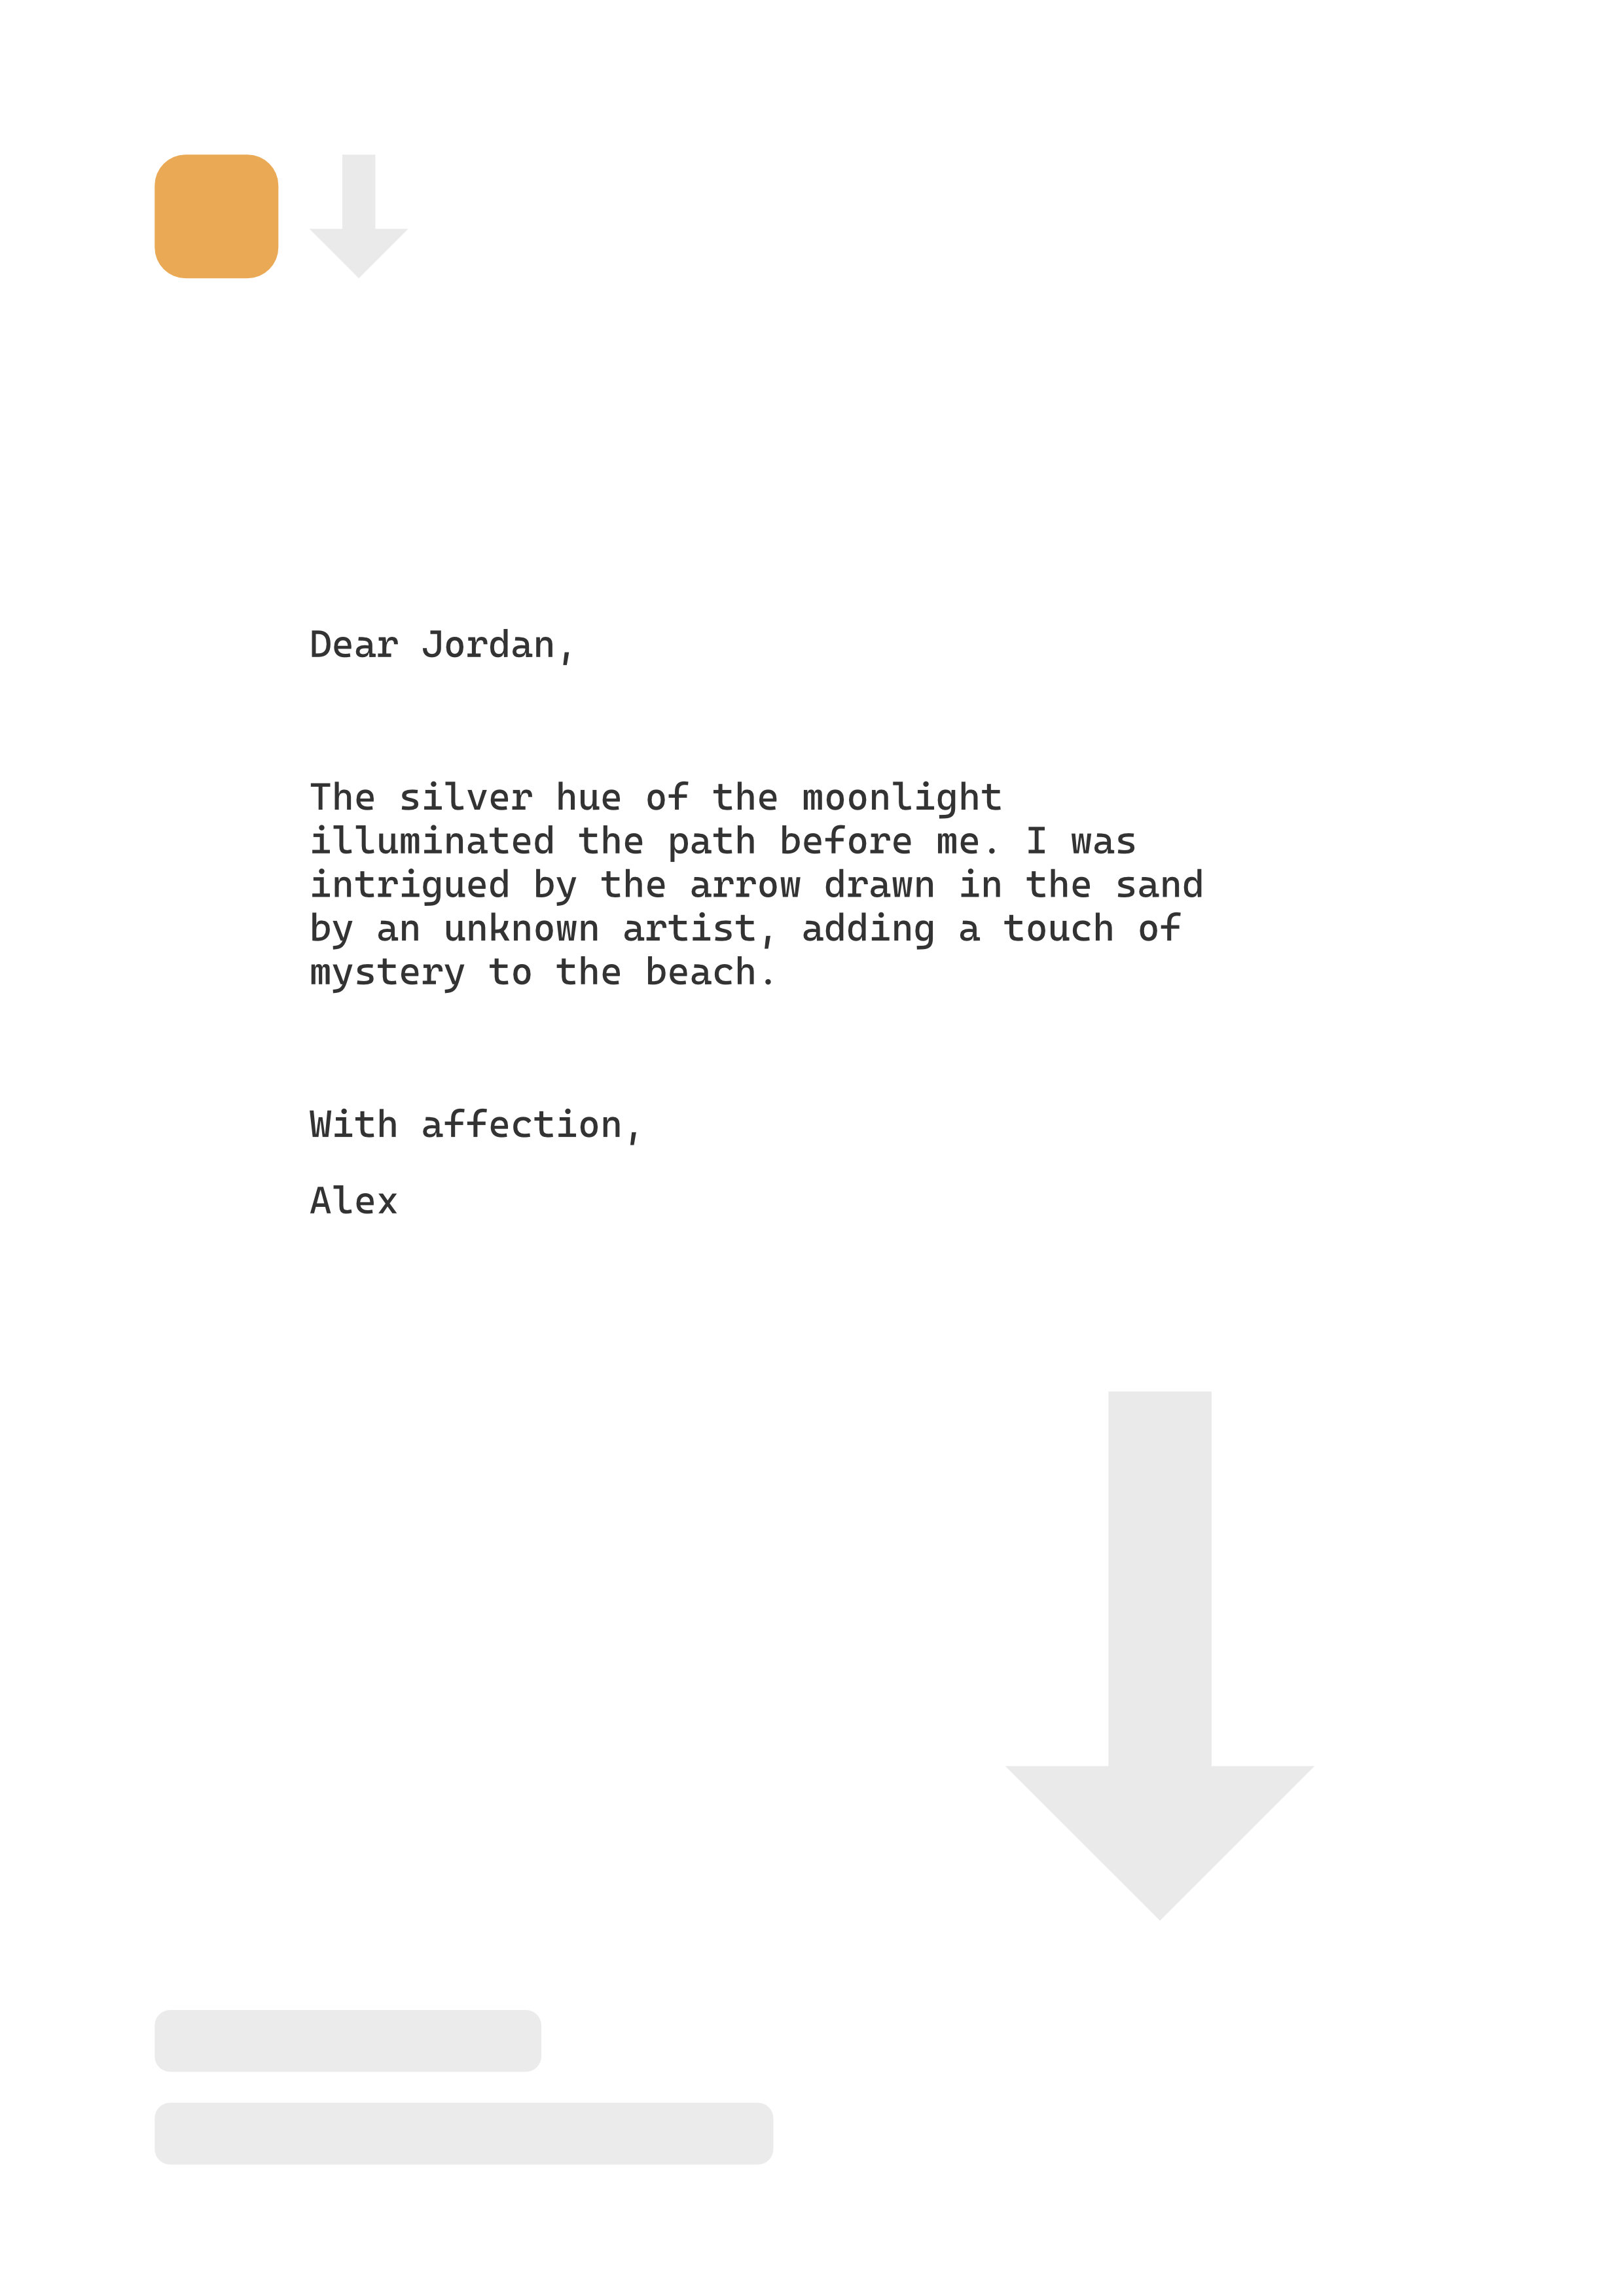 Dear Jordan,
The silver hue of the moonlight
illuminated the path before me. I was
intrigued by the arrow drawn in the sand
by an unknown artist, adding a touch of
mystery to the beach.
With affection,
Alex